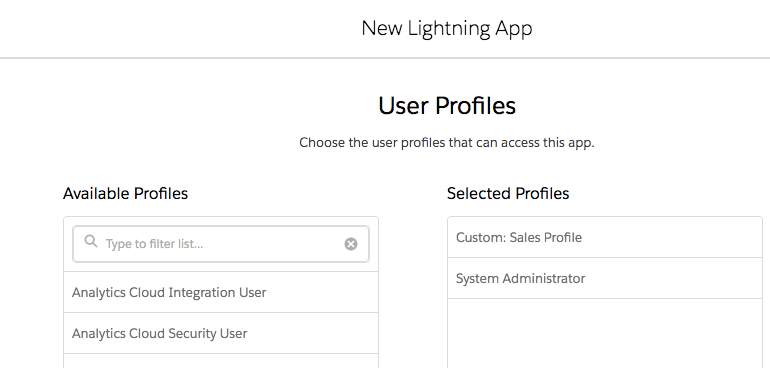 New Lightning App
User Profiles
Choose the user profiles that can access this app.
Available Profiles
Type to filter list...
Analytics Cloud Integration User
Analytics Cloud Security User
Selected Profiles
Custom: Sales Profile
System Administrator